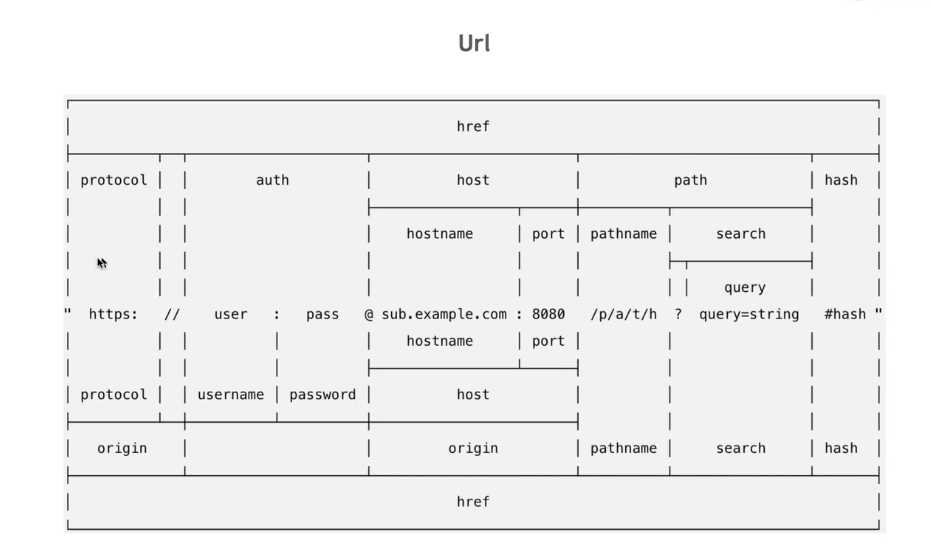 Url
href
protocol auth host path hash
hostname port pathname search
query
" https: // user : pass @ sub.example.com : 8080 /p/a/t/h ? query=string #hash "
hostname port
protocol username password host
origin origin pathname search hash
href